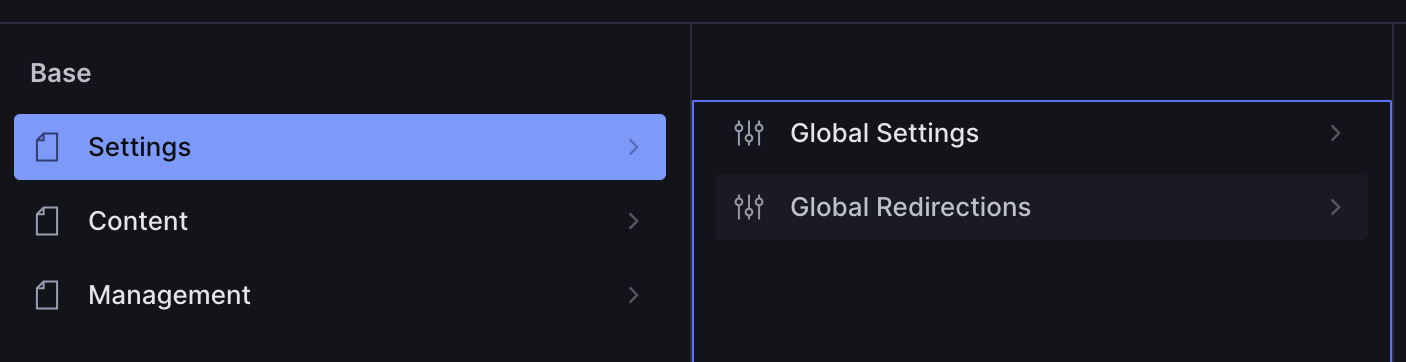 Base
Settings
Content
Management
Global Settings
Global Redirections